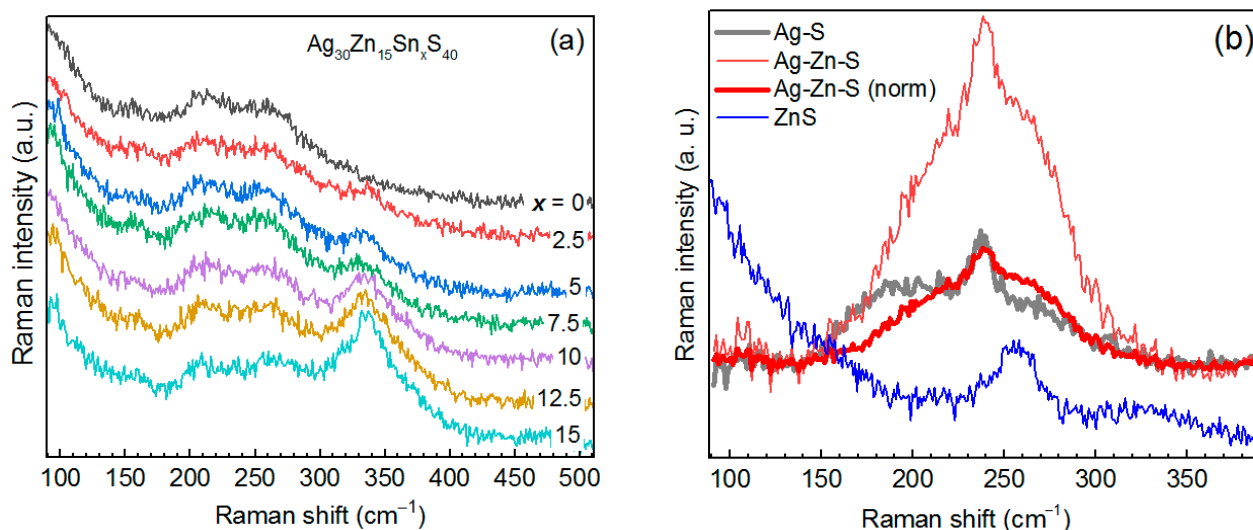 Ag₃₀Zn₁₅SnₓS₄₀
(a)
x = 0
2.5
5
7.5
10
12.5
15
Raman intensity (a.u.)
100 150 200 250 300 350 400 450 500
Raman shift (cm⁻¹)
(b)
Ag-S
Ag-Zn-S
Ag-Zn-S (norm)
ZnS
Raman intensity (a. u.)
100 150 200 250 300 350
Raman shift (cm⁻¹)